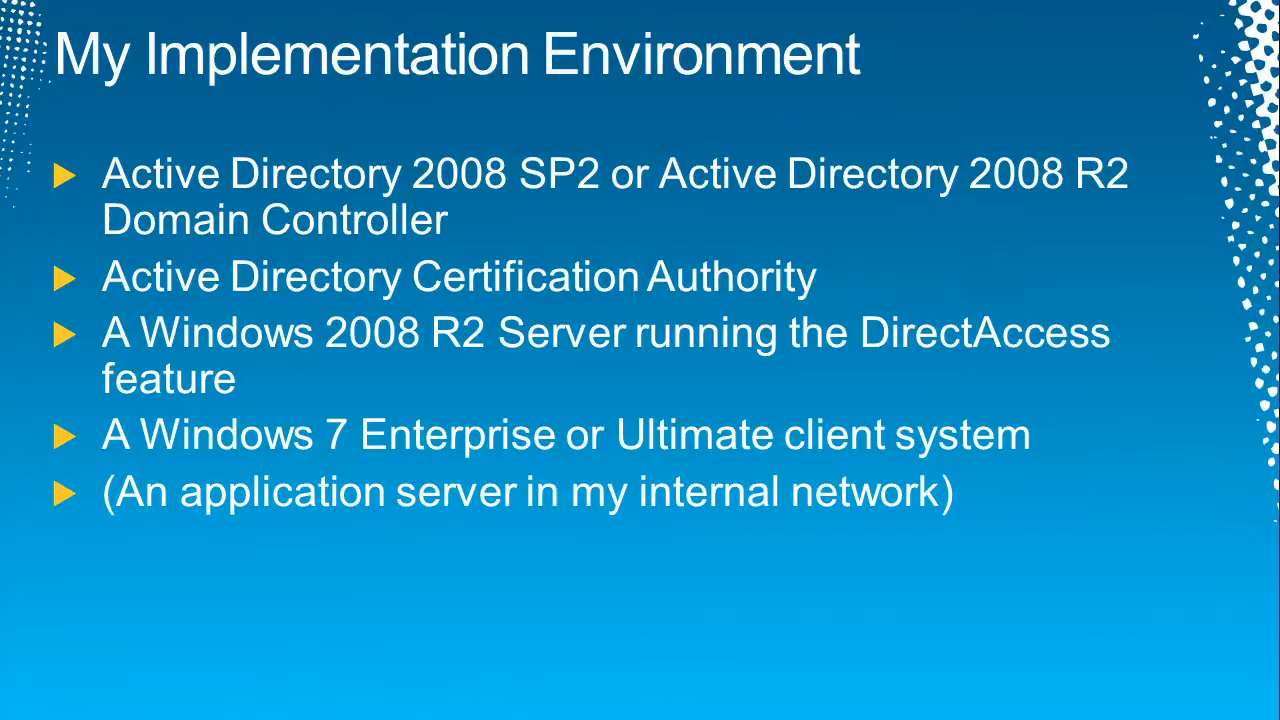 My Implementation Environment
Active Directory 2008 SP2 or Active Directory 2008 R2
Domain Controller
Active Directory Certification Authority
A Windows 2008 R2 Server running the DirectAccess
feature
A Windows 7 Enterprise or Ultimate client system
(An application server in my internal network)